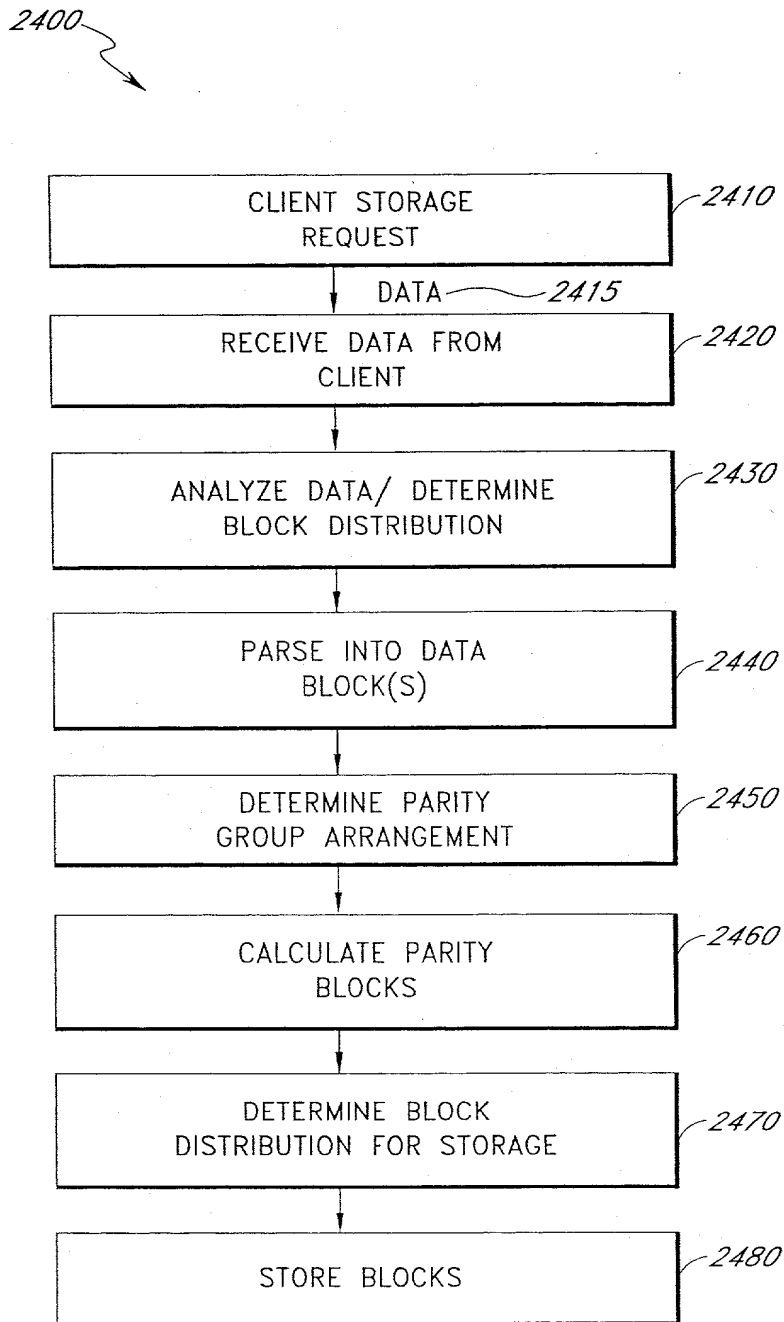 2400
CLIENT STORAGE
REQUEST
2410
DATA 2415
RECEIVE DATA FROM
CLIENT
2420
ANALYZE DATA/ DETERMINE
BLOCK DISTRIBUTION
2430
PARSE INTO DATA
BLOCK(S)
2440
DETERMINE PARITY
GROUP ARRANGEMENT
2450
CALCULATE PARITY
BLOCKS
2460
DETERMINE BLOCK
DISTRIBUTION FOR STORAGE
2470
STORE BLOCKS
2480